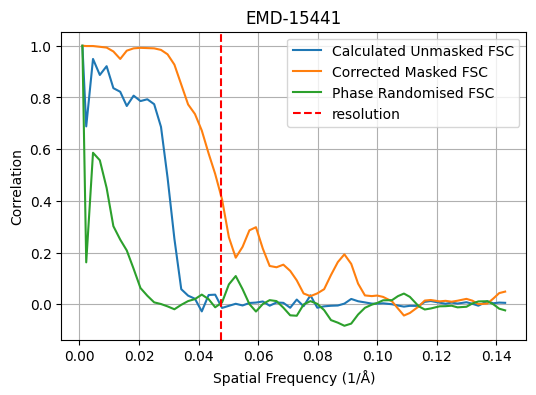 EMD-15441
Calculated Unmasked FSC
Corrected Masked FSC
Phase Randomised FSC
resolution
Correlation
1.0
0.8
0.6
0.4
0.2
0.0
0.00 0.02 0.04 0.06 0.08 0.10 0.12 0.14
Spatial Frequency (1/Å)